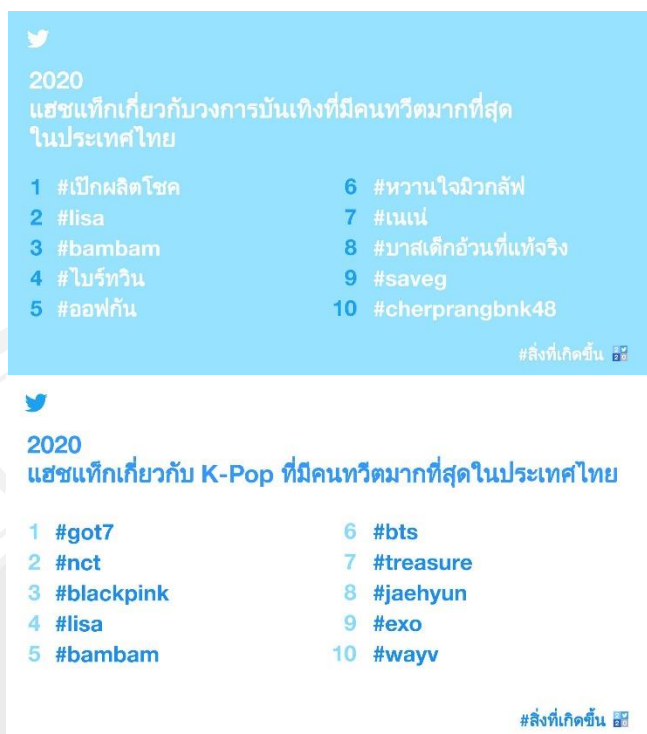 2020
แฮชแท็กเกี่ยวกับวงการบันเทิงที่มีคนทวีตมากที่สุด
ในประเทศไทย
1 #เป๊กผลิตโชค
2 #lisa
3 #bambam
4 #ไบร์ทวิน
5 #ออฟกัน
6 #หวานใจมิวกลัฟ
7 #เนเน่
8 #บาสเด็กอ้วนที่แท้จริง
9 #saveg
10 #cherprangbnk48
#สิ่งที่เกิดขึ้น
2020
แฮชแท็กเกี่ยวกับ K-Pop ที่มีคนทวีตมากที่สุดในประเทศไทย
1 #got7
2 #nct
3 #blackpink
4 #lisa
5 #bambam
6 #bts
7 #treasure
8 #jaehyun
9 #exo
10 #wayv
#สิ่งที่เกิดขึ้น